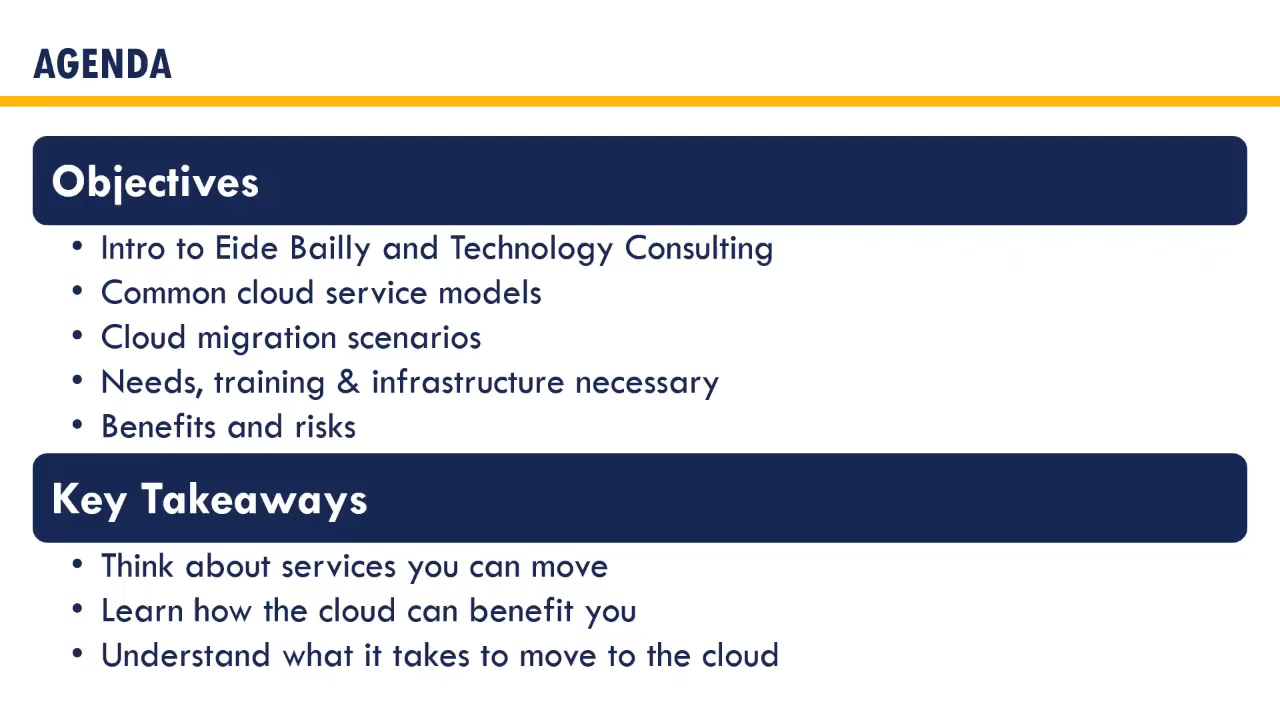 AGENDA
Objectives
• Intro to Eide Bailly and Technology Consulting
• Common cloud service models
• Cloud migration scenarios
• Needs, training & infrastructure necessary
• Benefits and risks
Key Takeaways
• Think about services you can move
• Learn how the cloud can benefit you
• Understand what it takes to move to the cloud